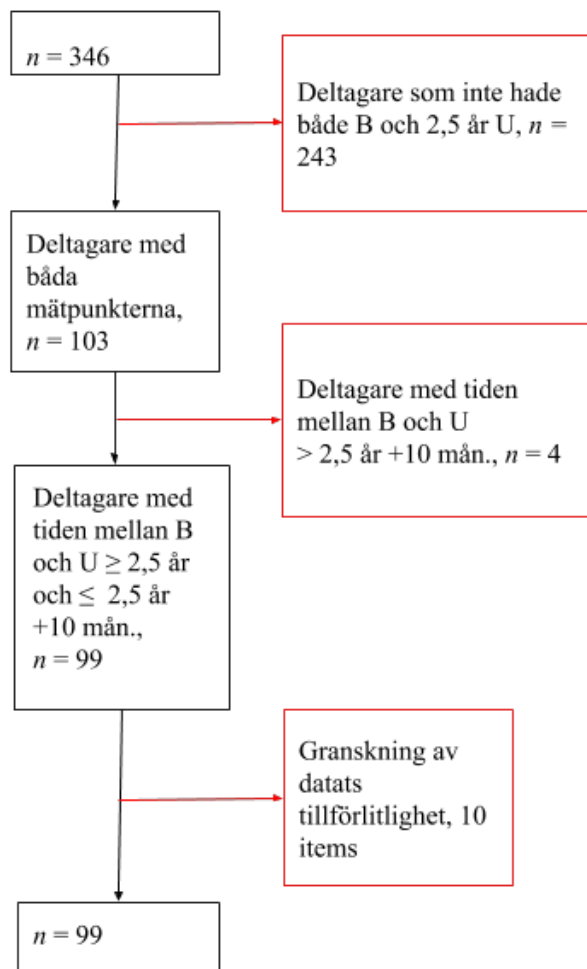 n = 346
Deltagare som inte hade
både B och 2,5 år U, n =
243
Deltagare med
båda
mätpunkterna,
n = 103
Deltagare med tiden
mellan B och U
> 2,5 år +10 mån., n = 4
Deltagare med
tiden mellan B
och U ≥ 2,5 år
och ≤ 2,5 år
+10 mån.,
n = 99
Granskning av
datats
tillförlitlighet, 10
items
n = 99